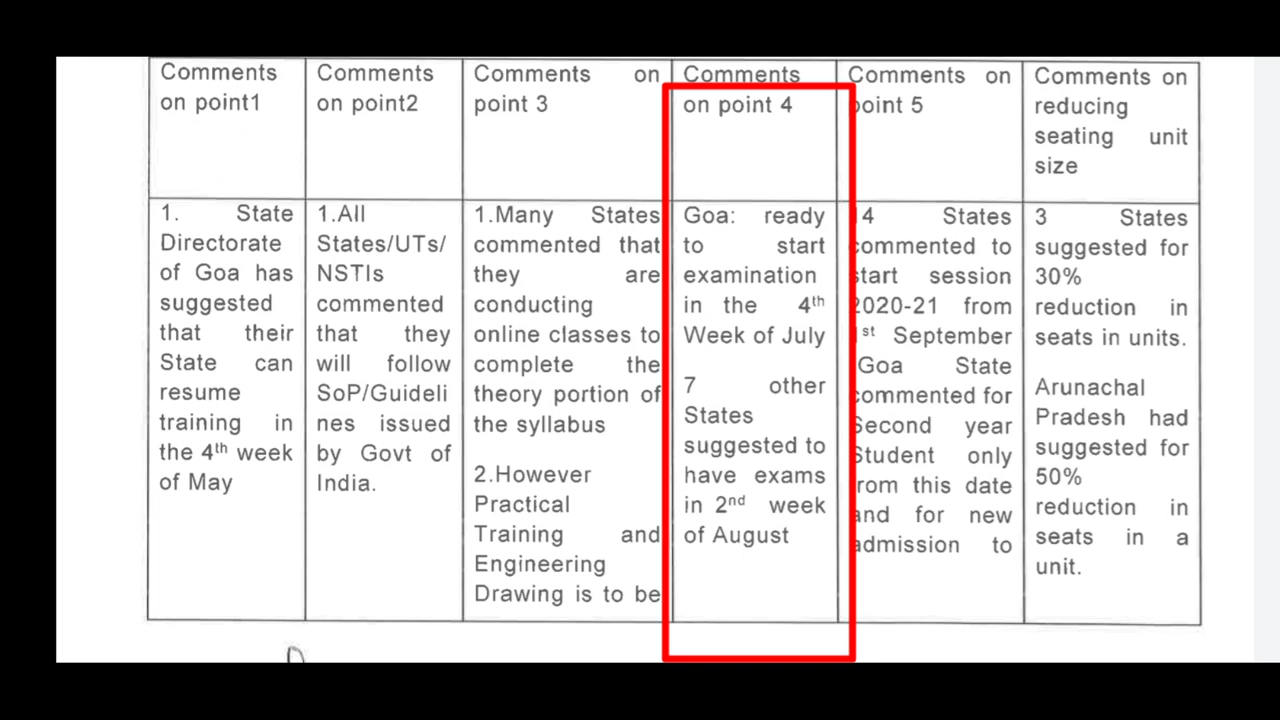 Comments
on point1
Comments
on point2
Comments on
point 3
Comments
on point 4
Comments on
point 5
Comments on
reducing
seating unit
size
1. State
Directorate
of Goa has
suggested
that their
State can
resume
training in
the 4th week
of May
1.All
States/UTs/
NSTIs
commented
that they
will follow
SoP/Guideli
nes issued
by Govt of
India.
1.Many States
commented that
they are
conducting
online classes to
complete the
theory portion of
the syllabus
2.However
Practical
Training and
Engineering
Drawing is to be
Goa: ready
to start
examination
in the 4th
Week of July
7 other
States
suggested to
have exams
in 2nd week
of August
14 States
commented to
start session
2020-21 from
1st September
Goa State
commented for
Second year
Student only
from this date
and for new
admission to
3 States
suggested for
30%
reduction in
seats in units.
Arunachal
Pradesh had
suggested for
50%
reduction in
seats in a
unit.